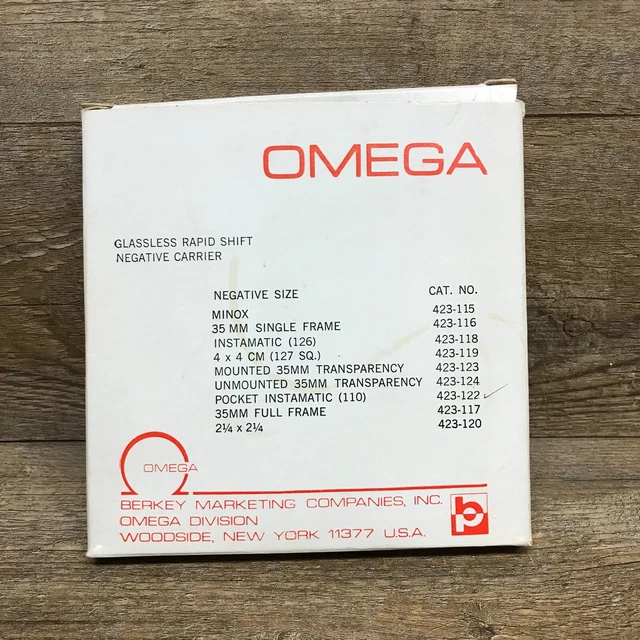 OMEGA
GLASSLESS RAPID SHIFT
NEGATIVE CARRIER
NEGATIVE SIZE CAT. NO.
MINOX 423-115
35 MM SINGLE FRAME 423-116
INSTAMATIC (126) 423-118
4 x 4 CM (127 SQ.) 423-119
MOUNTED 35MM TRANSPARENCY 423-123
UNMOUNTED 35MM TRANSPARENCY 423-124
POCKET INSTAMATIC (110) 423-122 ✓
35MM FULL FRAME 423-117
2¼ x 2¼ 423-120
OMEGA
BERKEY MARKETING COMPANIES, INC.
OMEGA DIVISION
WOODSIDE, NEW YORK 11377 U.S.A.
b